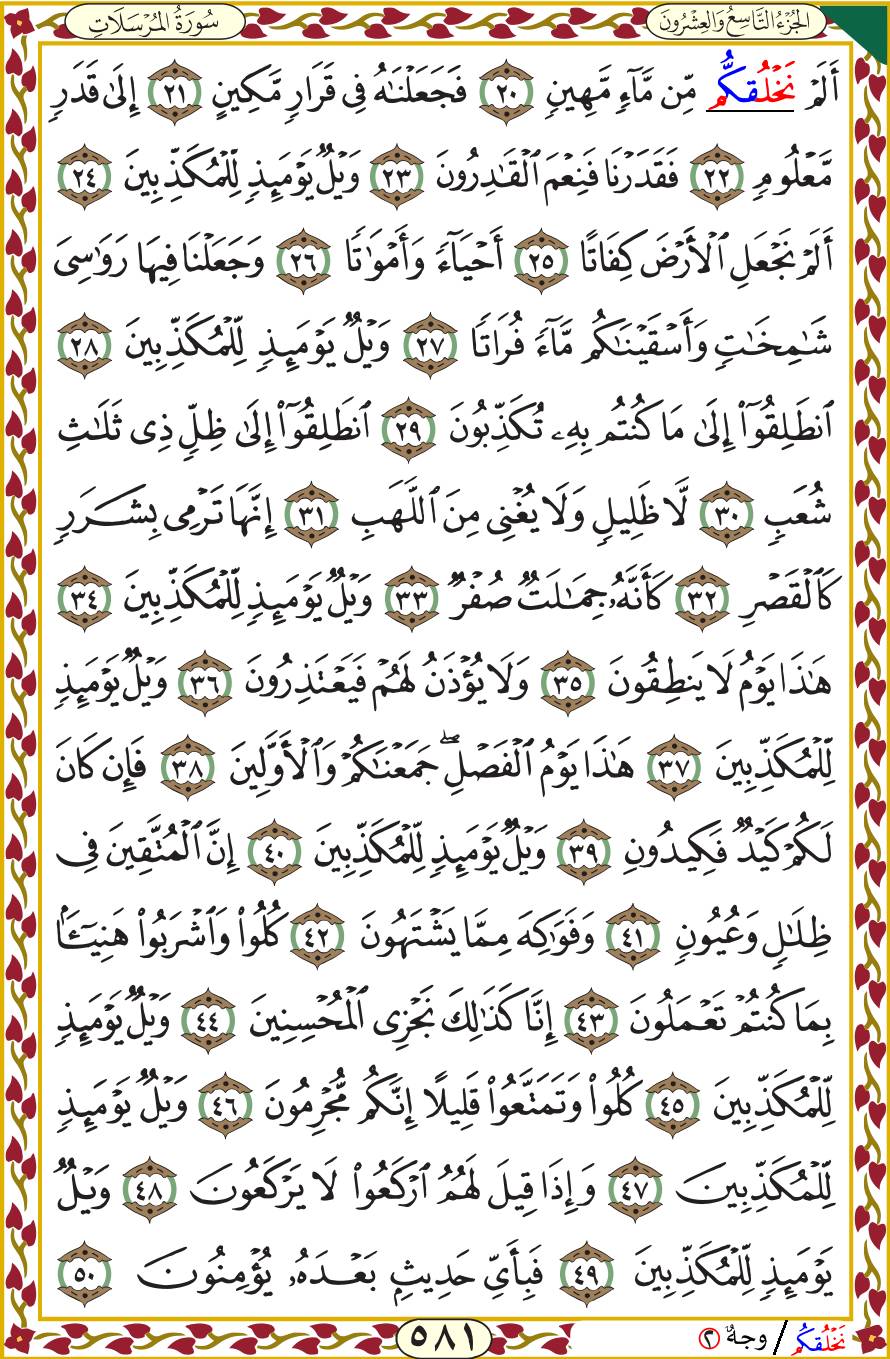 الجُزْءُ التَّاسِعُ وَالعِشْرُونَ
سُورَةُ المُرْسَلَاتِ
أَلَمْ نَخْلُقكُّم مِّن مَّآءٖ مَّهِينٖ ٢٠ فَجَعَلْنَٰهُ فِى قَرَارٖ مَّكِينٍ ٢١ إِلَىٰ قَدَرٖ
مَّعْلُومٖ ٢٢ فَقَدَرْنَا فَنِعْمَ ٱلْقَٰدِرُونَ ٢٣ وَيْلٌ يَوْمَئِذٖ لِّلْمُكَذِّبِينَ ٢٤
أَلَمْ نَجْعَلِ ٱلْأَرْضَ كِفَاتًا ٢٥ أَحْيَآءٗ وَأَمْوَٰتٗا ٢٦ وَجَعَلْنَا فِيهَا رَوَٰسِىَ
شَٰمِخَٰتٖ وَأَسْقَيْنَٰكُم مَّآءٗ فُرَاتٗا ٢٧ وَيْلٌ يَوْمَئِذٖ لِّلْمُكَذِّبِينَ ٢٨
ٱنطَلِقُوٓا۟ إِلَىٰ مَا كُنتُم بِهِۦ تُكَذِّبُونَ ٢٩ ٱنطَلِقُوٓا۟ إِلَىٰ ظِلّٖ ذِى ثَلَٰثِ
شُعَبٖ ٣٠ لَّا ظَلِيلٖ وَلَا يُغْنِى مِنَ ٱللَّهَبِ ٣١ إِنَّهَا تَرْمِى بِشَرَرٖ
كَٱلْقَصْرِ ٣٢ كَأَنَّهُۥ جِمَٰلَتٌ صُفْرٌ ٣٣ وَيْلٌ يَوْمَئِذٖ لِّلْمُكَذِّبِينَ ٣٤
هَٰذَا يَوْمُ لَا يَنطِقُونَ ٣٥ وَلَا يُؤْذَنُ لَهُمْ فَيَعْتَذِرُونَ ٣٦ وَيْلٌ يَوْمَئِذٖ
لِّلْمُكَذِّبِينَ ٣٧ هَٰذَا يَوْمُ ٱلْفَصْلِۖ جَمَعْنَٰكُمْ وَٱلْأَوَّلِينَ ٣٨ فَإِن كَانَ
لَكُمْ كَيْدٌ فَكِيدُونِ ٣٩ وَيْلٌ يَوْمَئِذٖ لِّلْمُكَذِّبِينَ ٤٠ إِنَّ ٱلْمُتَّقِينَ فِى
ظِلَٰلٖ وَعُيُونٖ ٤١ وَفَوَٰكِهَ مِمَّا يَشْتَهُونَ ٤٢ كُلُوا۟ وَٱشْرَبُوا۟ هَنِيٓـَٔۢا
بِمَا كُنتُمْ تَعْمَلُونَ ٤٣ إِنَّا كَذَٰلِكَ نَجْزِى ٱلْمُحْسِنِينَ ٤٤ وَيْلٌ يَوْمَئِذٖ
لِّلْمُكَذِّبِينَ ٤٥ كُلُوا۟ وَتَمَتَّعُوا۟ قَلِيلًا إِنَّكُم مُّجْرِمُونَ ٤٦ وَيْلٌ يَوْمَئِذٖ
لِّلْمُكَذِّبِينَ ٤٧ وَإِذَا قِيلَ لَهُمُ ٱرْكَعُوا۟ لَا يَرْكَعُونَ ٤٨ وَيْلٌ
يَوْمَئِذٖ لِّلْمُكَذِّبِينَ ٤٩ فَبِأَىِّ حَدِيثِۭ بَعْدَهُۥ يُؤْمِنُونَ ٥٠
نَخْلُقكُم / وجهٌ ٢
٥٨١